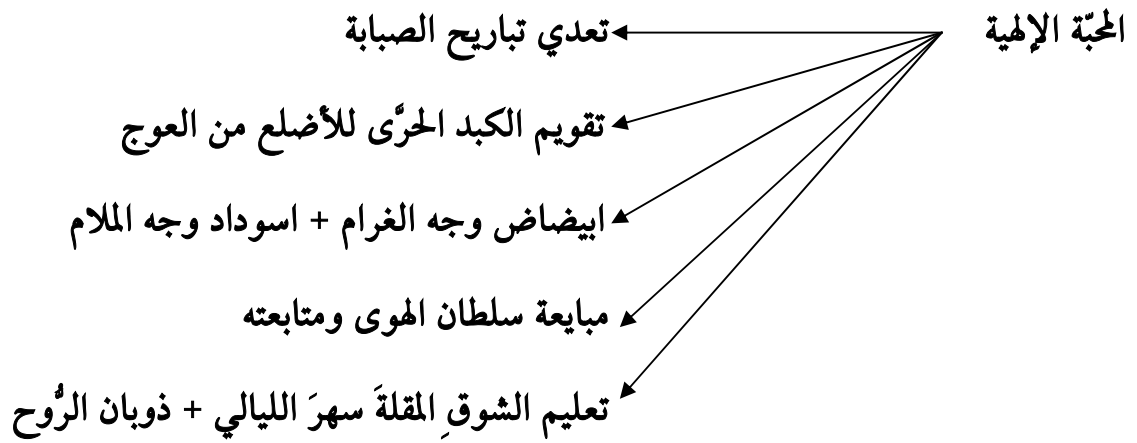 المحبّة الإلهية
تعدي تباريح الصبابة
تقويم الكبد الحرَّى للأضلع من العوج
ابيضاض وجه الغرام + اسوداد وجه الملام
مبايعة سلطان الهوى ومتابعته
تعليم الشوقِ المقلةَ سهرَ الليالي + ذوبان الرُّوح